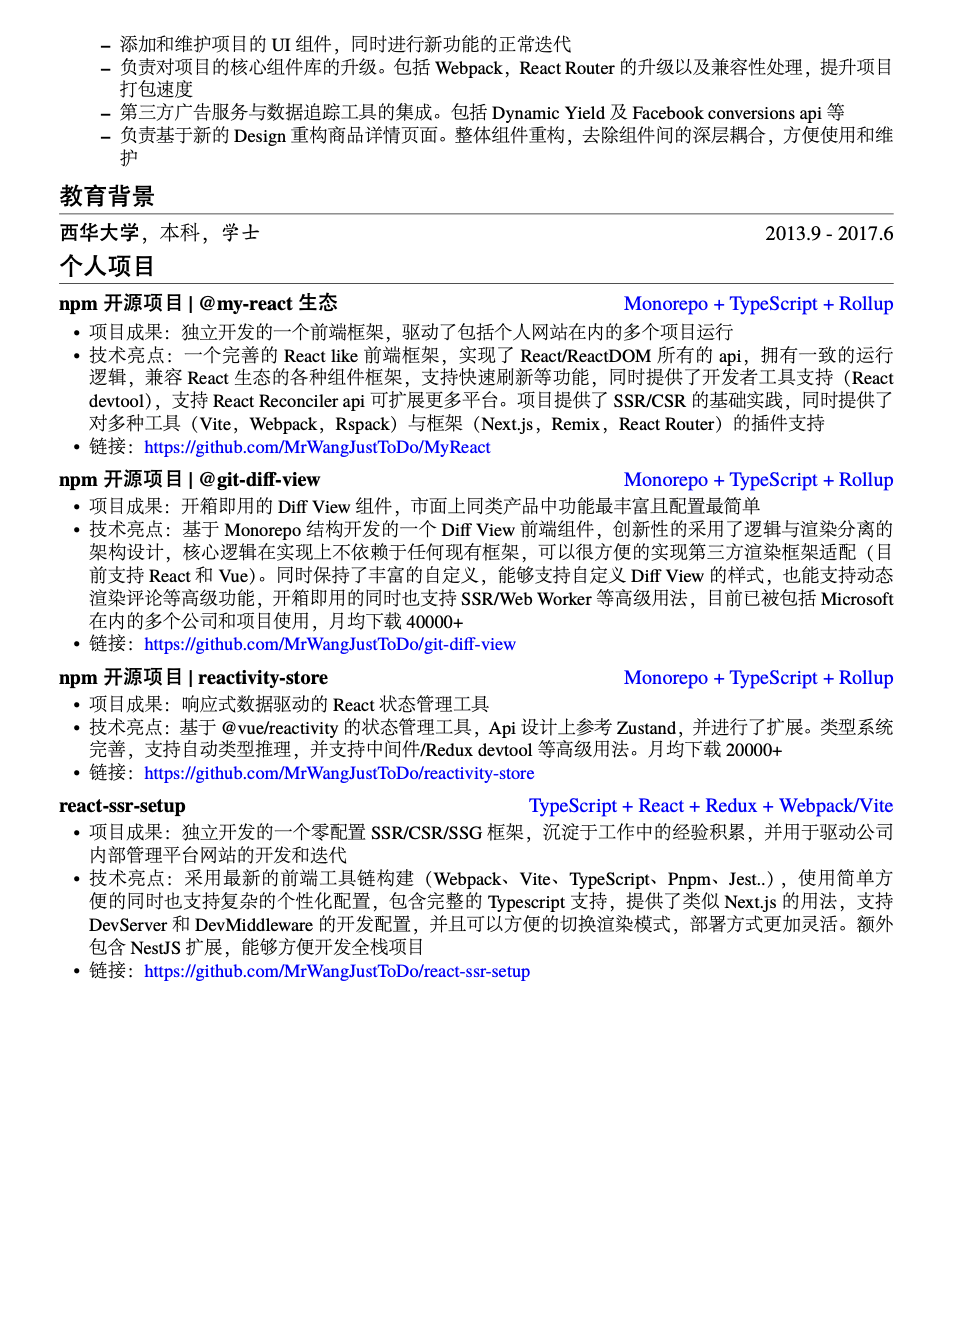 – 添加和维护项目的 UI 组件，同时进行新功能的正常迭代
– 负责对项目的核心组件库的升级。包括 Webpack，React Router 的升级以及兼容性处理，提升项目
打包速度
– 第三方广告服务与数据追踪工具的集成。包括 Dynamic Yield 及 Facebook conversions api 等
– 负责基于新的 Design 重构商品详情页面。整体组件重构，去除组件间的深层耦合，方便使用和维
护
教育背景
西华大学，本科，学士 2013.9 - 2017.6
个人项目
npm 开源项目 | @my-react 生态 Monorepo + TypeScript + Rollup
• 项目成果：独立开发的一个前端框架，驱动了包括个人网站在内的多个项目运行
• 技术亮点：一个完善的 React like 前端框架，实现了 React/ReactDOM 所有的 api，拥有一致的运行
逻辑，兼容 React 生态的各种组件框架，支持快速刷新等功能，同时提供了开发者工具支持（React
devtool），支持 React Reconciler api 可扩展更多平台。项目提供了 SSR/CSR 的基础实践，同时提供了
对多种工具（Vite，Webpack，Rspack）与框架（Next.js，Remix，React Router）的插件支持
• 链接：https://github.com/MrWangJustToDo/MyReact
npm 开源项目 | @git-diff-view Monorepo + TypeScript + Rollup
• 项目成果：开箱即用的 Diff View 组件，市面上同类产品中功能最丰富且配置最简单
• 技术亮点：基于 Monorepo 结构开发的一个 Diff View 前端组件，创新性的采用了逻辑与渲染分离的
架构设计，核心逻辑在实现上不依赖于任何现有框架，可以很方便的实现第三方渲染框架适配（目
前支持 React 和 Vue）。同时保持了丰富的自定义，能够支持自定义 Diff View 的样式，也能支持动态
渲染评论等高级功能，开箱即用的同时也支持 SSR/Web Worker 等高级用法，目前已被包括 Microsoft
在内的多个公司和项目使用，月均下载 40000+
• 链接：https://github.com/MrWangJustToDo/git-diff-view
npm 开源项目 | reactivity-store Monorepo + TypeScript + Rollup
• 项目成果：响应式数据驱动的 React 状态管理工具
• 技术亮点：基于 @vue/reactivity 的状态管理工具，Api 设计上参考 Zustand，并进行了扩展。类型系统
完善，支持自动类型推理，并支持中间件/Redux devtool 等高级用法。月均下载 20000+
• 链接：https://github.com/MrWangJustToDo/reactivity-store
react-ssr-setup TypeScript + React + Redux + Webpack/Vite
• 项目成果：独立开发的一个零配置 SSR/CSR/SSG 框架，沉淀于工作中的经验积累，并用于驱动公司
内部管理平台网站的开发和迭代
• 技术亮点：采用最新的前端工具链构建（Webpack、Vite、TypeScript、Pnpm、Jest..），使用简单方
便的同时也支持复杂的个性化配置，包含完整的 Typescript 支持，提供了类似 Next.js 的用法，支持
DevServer 和 DevMiddleware 的开发配置，并且可以方便的切换渲染模式，部署方式更加灵活。额外
包含 NestJS 扩展，能够方便开发全栈项目
• 链接：https://github.com/MrWangJustToDo/react-ssr-setup